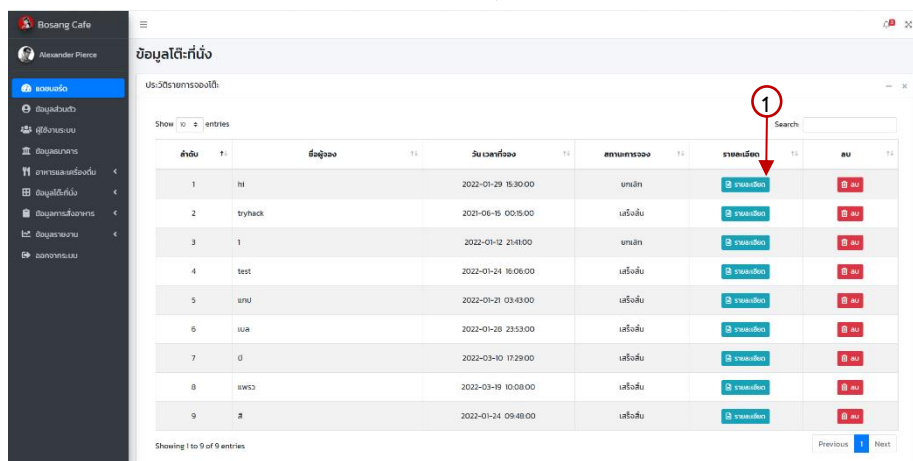 Bosang Cafe
Alexander Pierce
ข้อมูลโต๊ะที่นั่ง
แดชบอร์ด
ประวัติรายการจองโต๊ะ
ข้อมูลส่วนตัว
1
ผู้ใช้งานระบบ
Show 10 entries Search:
ข้อมูลธนาคาร
อาหารและเครื่องดื่ม
ลำดับ ชื่อผู้จอง วัน เวลาที่จอง สถานะการจอง รายละเอียด ลบ
ข้อมูลโต๊ะที่นั่ง
1 hi 2022-01-29 15:30:00 ยกเลิก รายละเอียด ลบ
ข้อมูลการสั่งอาหาร
2 tryhack 2021-06-15 00:15:00 เสร็จสิ้น รายละเอียด ลบ
ข้อมูลรายงาน
3 1 2022-01-12 21:41:00 ยกเลิก รายละเอียด ลบ
ออกจากระบบ
4 test 2022-01-24 16:06:00 เสร็จสิ้น รายละเอียด ลบ
5 2022-01-21 03:43:00 เสร็จสิ้น รายละเอียด ลบ
6 เบล 2022-01-28 23:53:00 เสร็จสิ้น รายละเอียด ลบ
7 2022-03-10 17:29:00 เสร็จสิ้น รายละเอียด ลบ
8 แพรว 2022-03-19 10:08:00 เสร็จสิ้น รายละเอียด ลบ
9 2022-01-24 09:48:00 เสร็จสิ้น รายละเอียด ลบ
Showing 1 to 9 of 9 entries Previous 1 Next